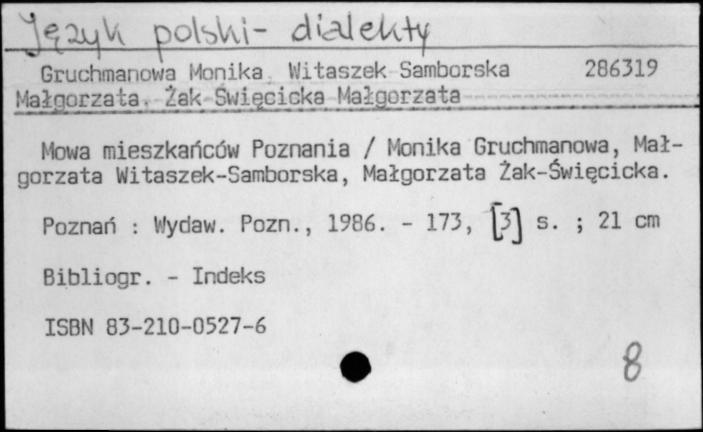 Język polski - dialekty
Gruchmanowa Monika, Witaszek Samborska 286319
Małgorzata, Żak Święcicka Małgorzata
Mowa mieszkańców Poznania / Monika Gruchmanowa, Mał-
gorzata Witaszek-Samborska, Małgorzata Żak-Święcicka.
Poznań : Wydaw. Pozn., 1986. - 173, [3] s. ; 21 cm
Bibliogr. - Indeks
ISBN 83-210-0527-6
8